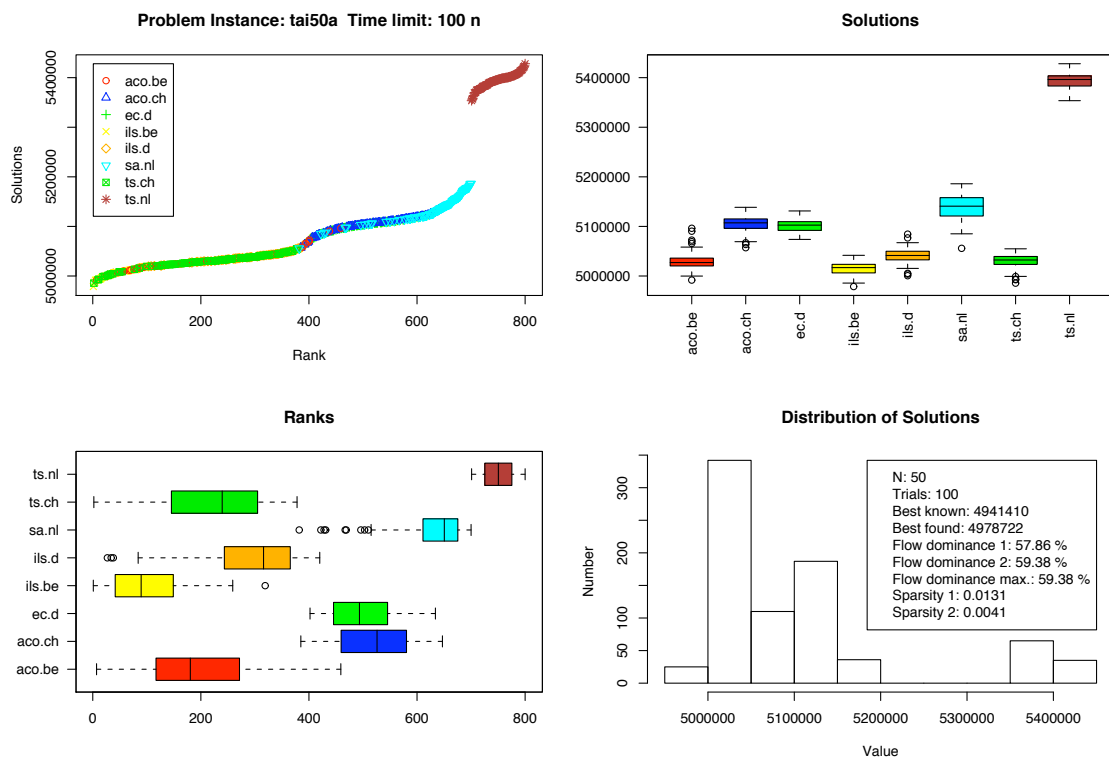 Problem Instance: tai50a  Time limit: 100 n
Solutions
5000000
5200000
5400000
aco.be
aco.ch
ec.d
ils.be
ils.d
sa.nl
ts.ch
ts.nl
0
200
400
600
800
Rank
Solutions
5000000
5100000
5200000
5300000
5400000
aco.be
aco.ch
ec.d
ils.be
ils.d
sa.nl
ts.ch
ts.nl
Ranks
ts.nl
ts.ch
sa.nl
ils.d
ils.be
ec.d
aco.ch
aco.be
0
200
400
600
800
Distribution of Solutions
Number
0
50
100
200
300
N: 50
Trials: 100
Best known: 4941410
Best found: 4978722
Flow dominance 1: 57.86 %
Flow dominance 2: 59.38 %
Flow dominance max.: 59.38 %
Sparsity 1: 0.0131
Sparsity 2: 0.0041
5000000
5100000
5200000
5300000
5400000
Value